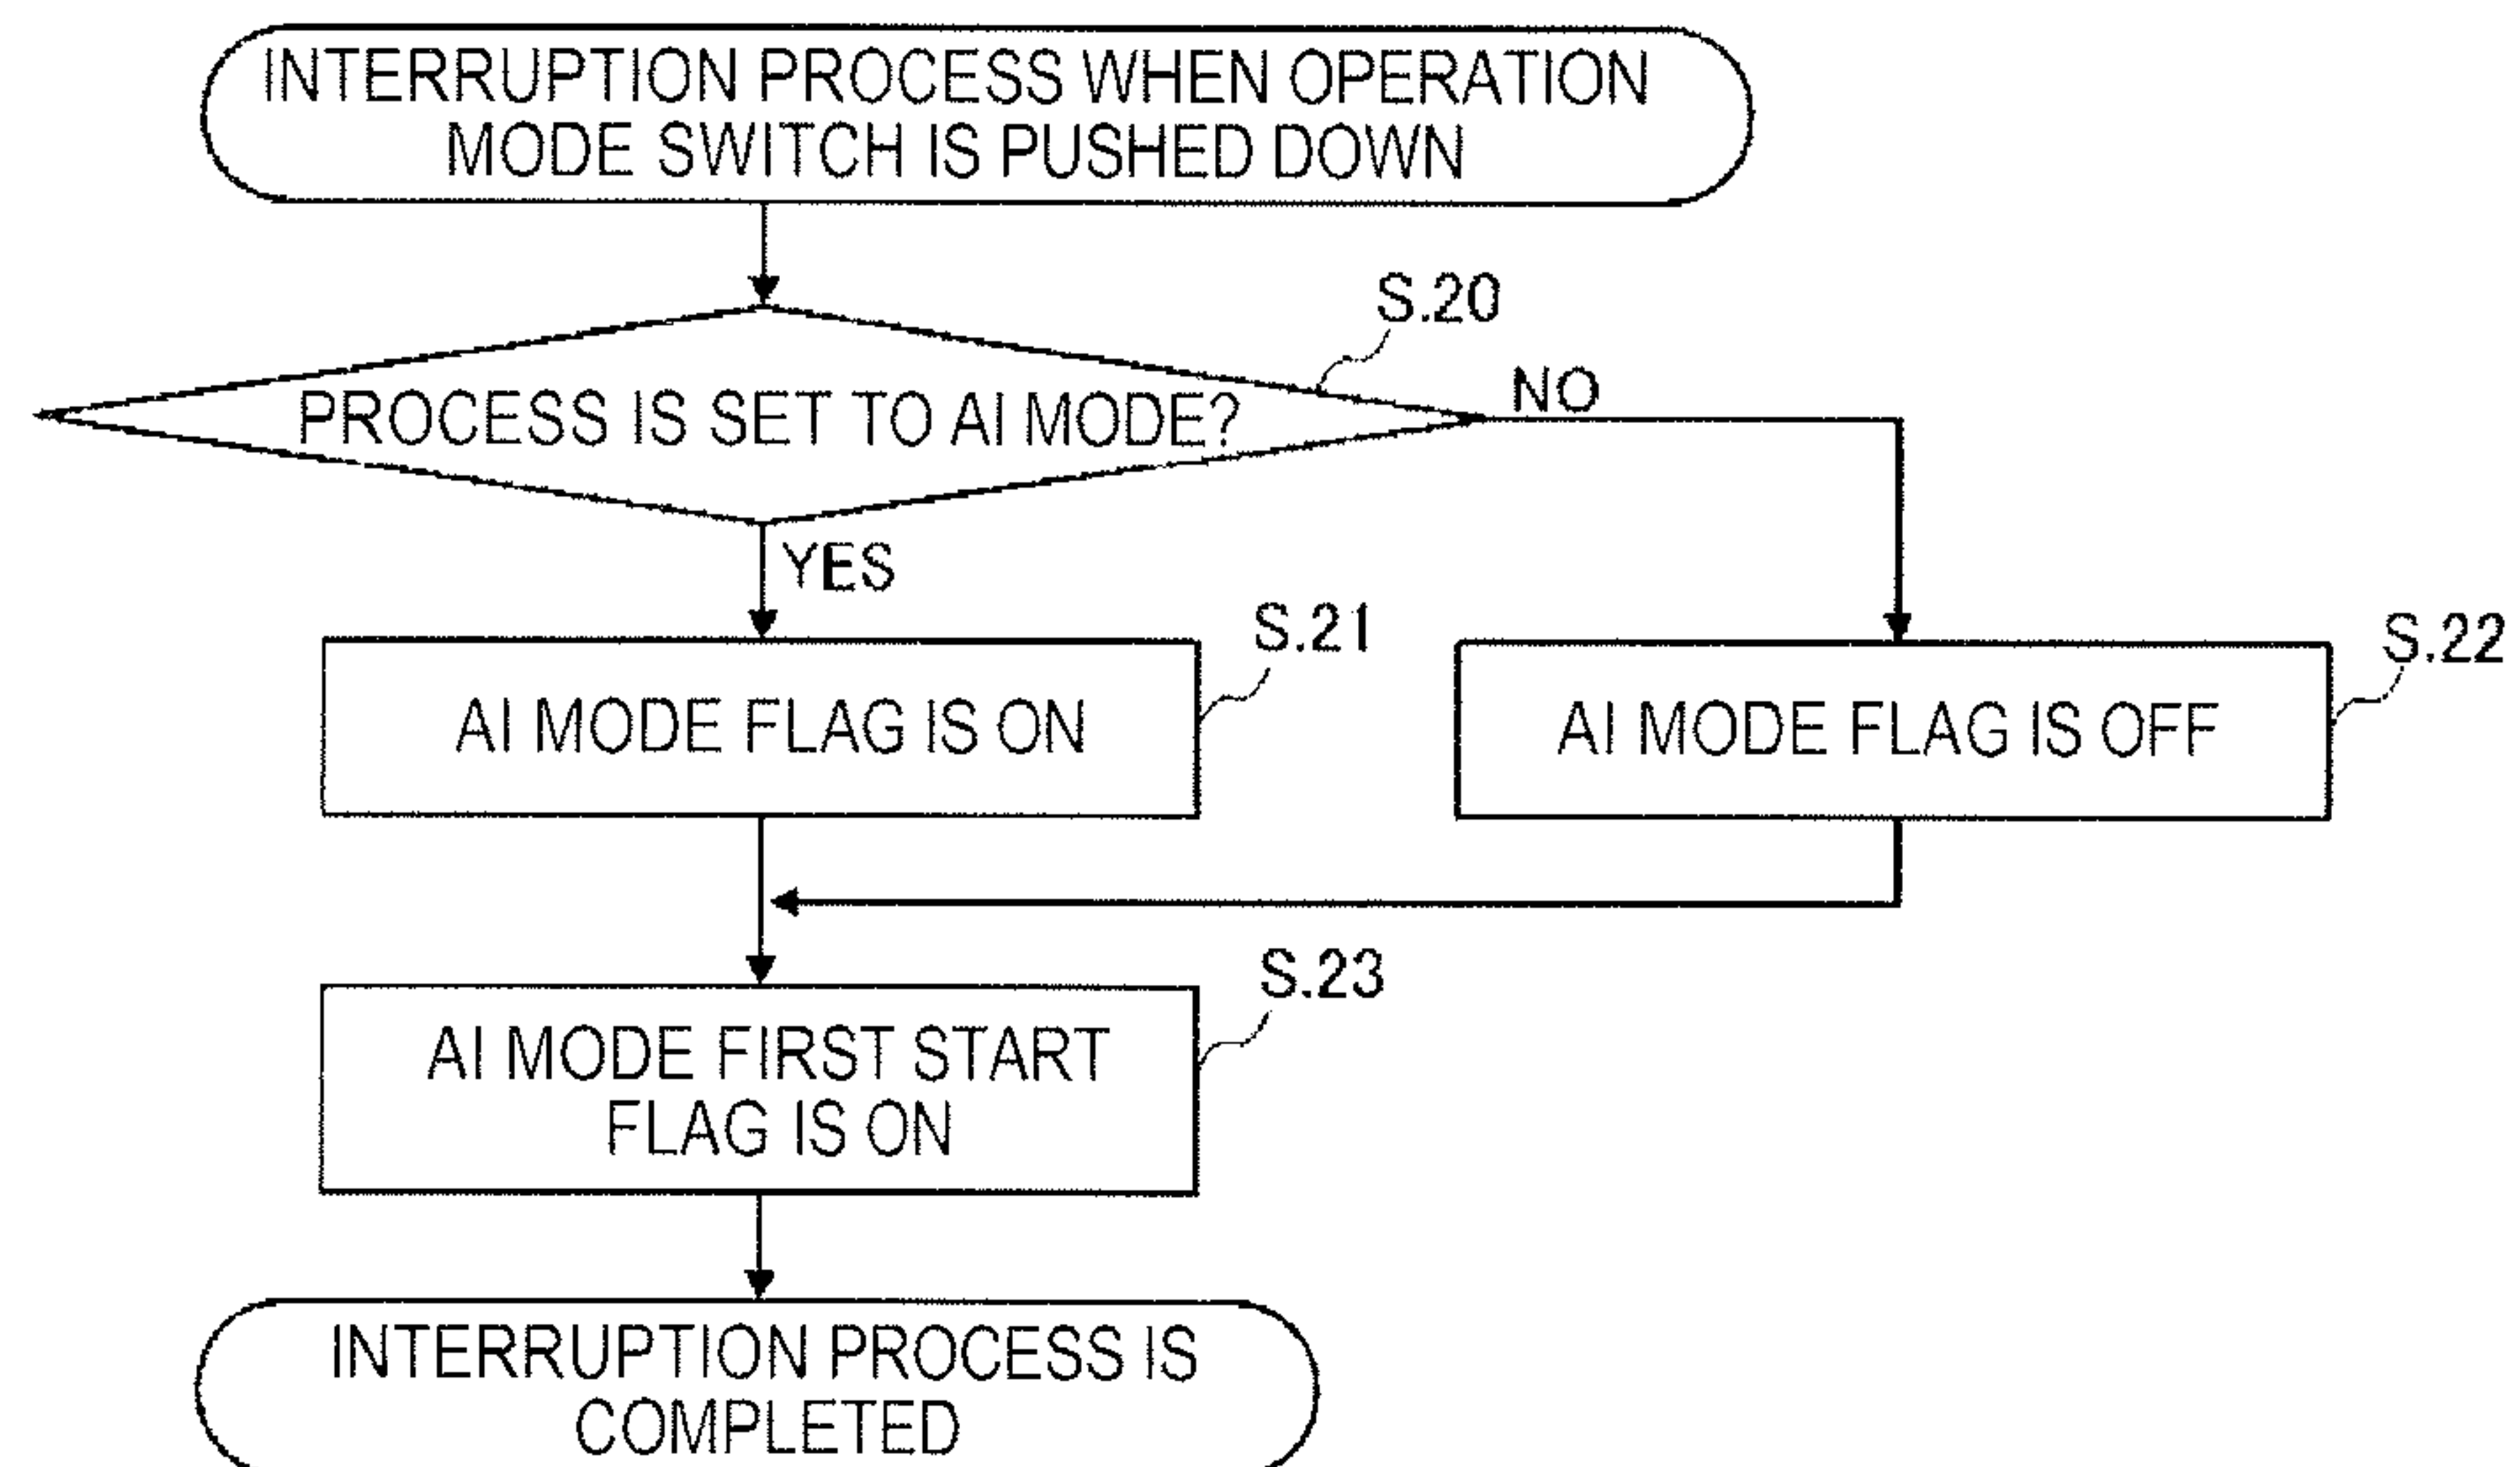 INTERRUPTION PROCESS WHEN OPERATION
MODE SWITCH IS PUSHED DOWN
S.20
PROCESS IS SET TO AI MODE?
NO
YES
S.21
AI MODE FLAG IS ON
S.22
AI MODE FLAG IS OFF
S.23
AI MODE FIRST START
FLAG IS ON
INTERRUPTION PROCESS IS
COMPLETED